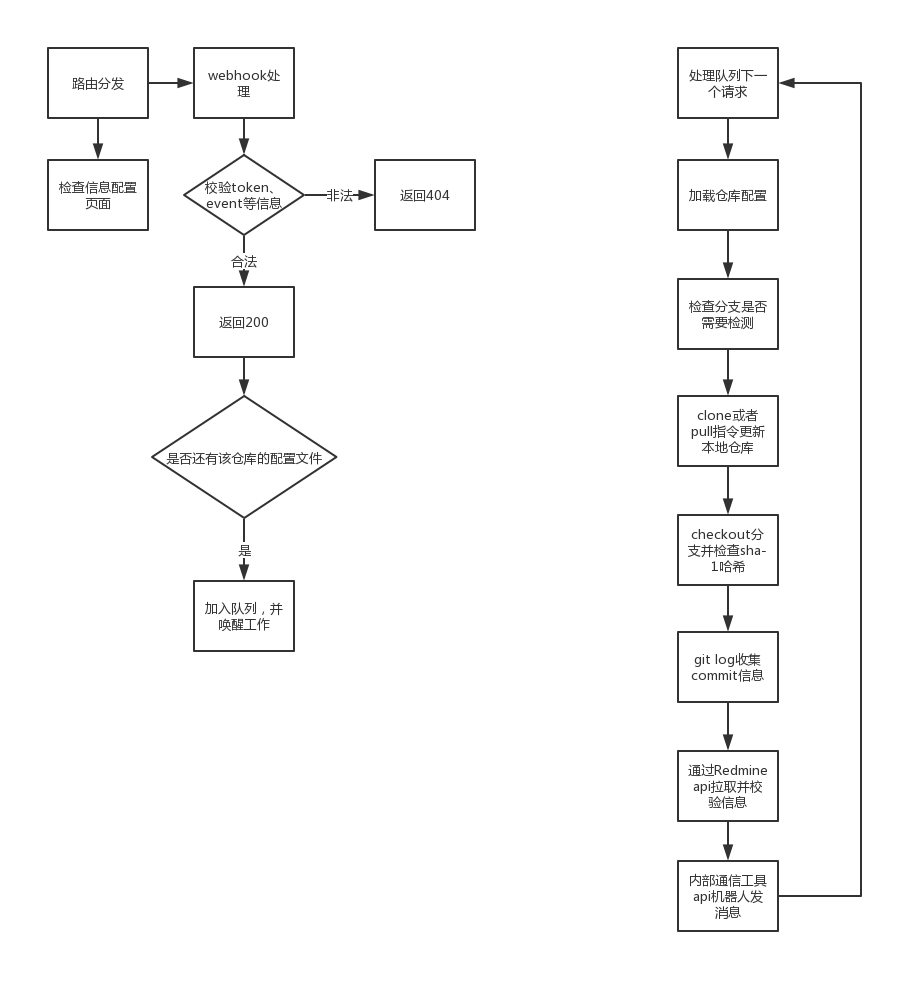 路由分发
webhook处
理
检查信息配置
页面
校验token、
event等信息
非法
返回404
合法
返回200
是否还有该仓库的配置文件
是
加入队列，并
唤醒工作
处理队列下一
个请求
加载仓库配置
检查分支是否
需要检测
clone或者
pull指令更新
本地仓库
checkout分
支并检查sha-
1哈希
git log收集
commit信息
通过Redmine
api拉取并校
验信息
内部通信工具
api机器人发
消息